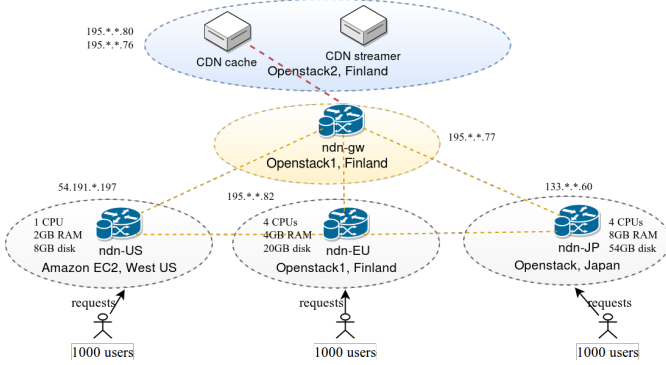 195.*.*.80
195.*.*.76
CDN cache
CDN streamer
Openstack2, Finland
ndn-gw
Openstack1, Finland
195.*.*.77
54.191.*.197
195.*.*.82
133.*.*.60
1 CPU
2GB RAM
8GB disk
ndn-US
Amazon EC2, West US
4 CPUs
4GB RAM
20GB disk
ndn-EU
Openstack1, Finland
4 CPUs
8GB RAM
54GB disk
ndn-JP
Openstack, Japan
requests
requests
requests
1000 users
1000 users
1000 users